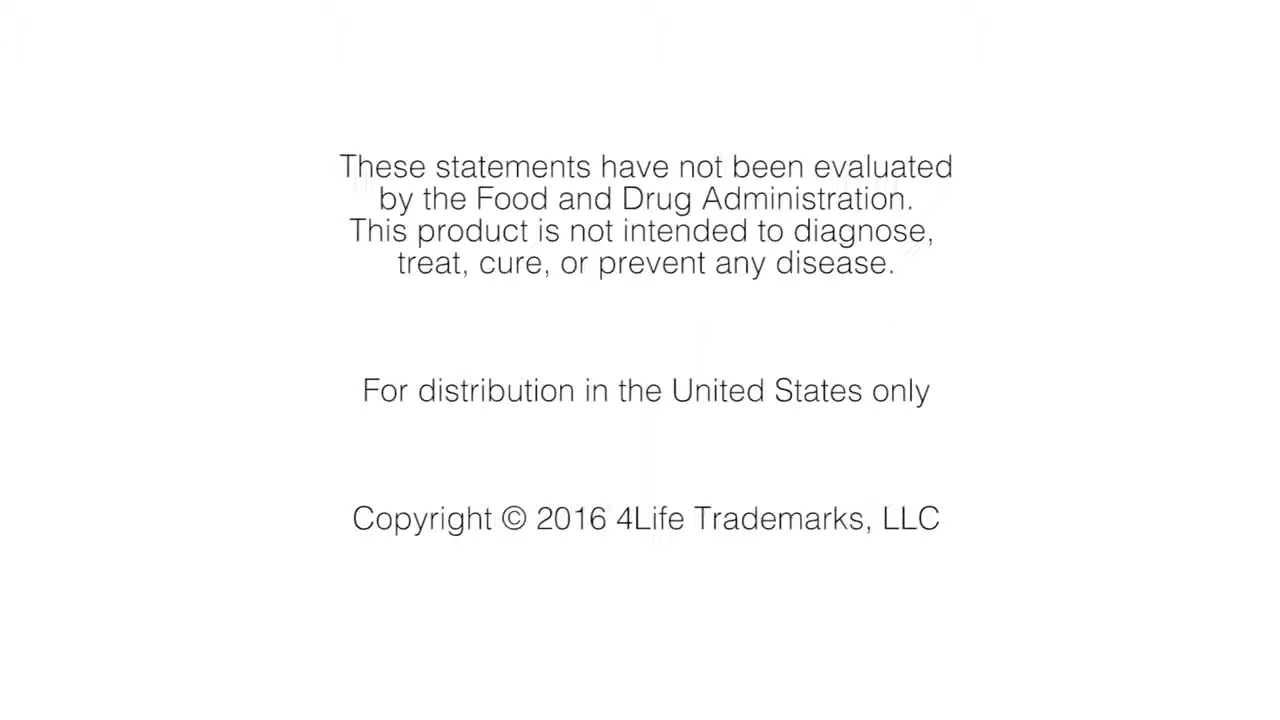 These statements have not been evaluated
by the Food and Drug Administration.
This product is not intended to diagnose,
treat, cure, or prevent any disease.
For distribution in the United States only
Copyright © 2016 4Life Trademarks, LLC